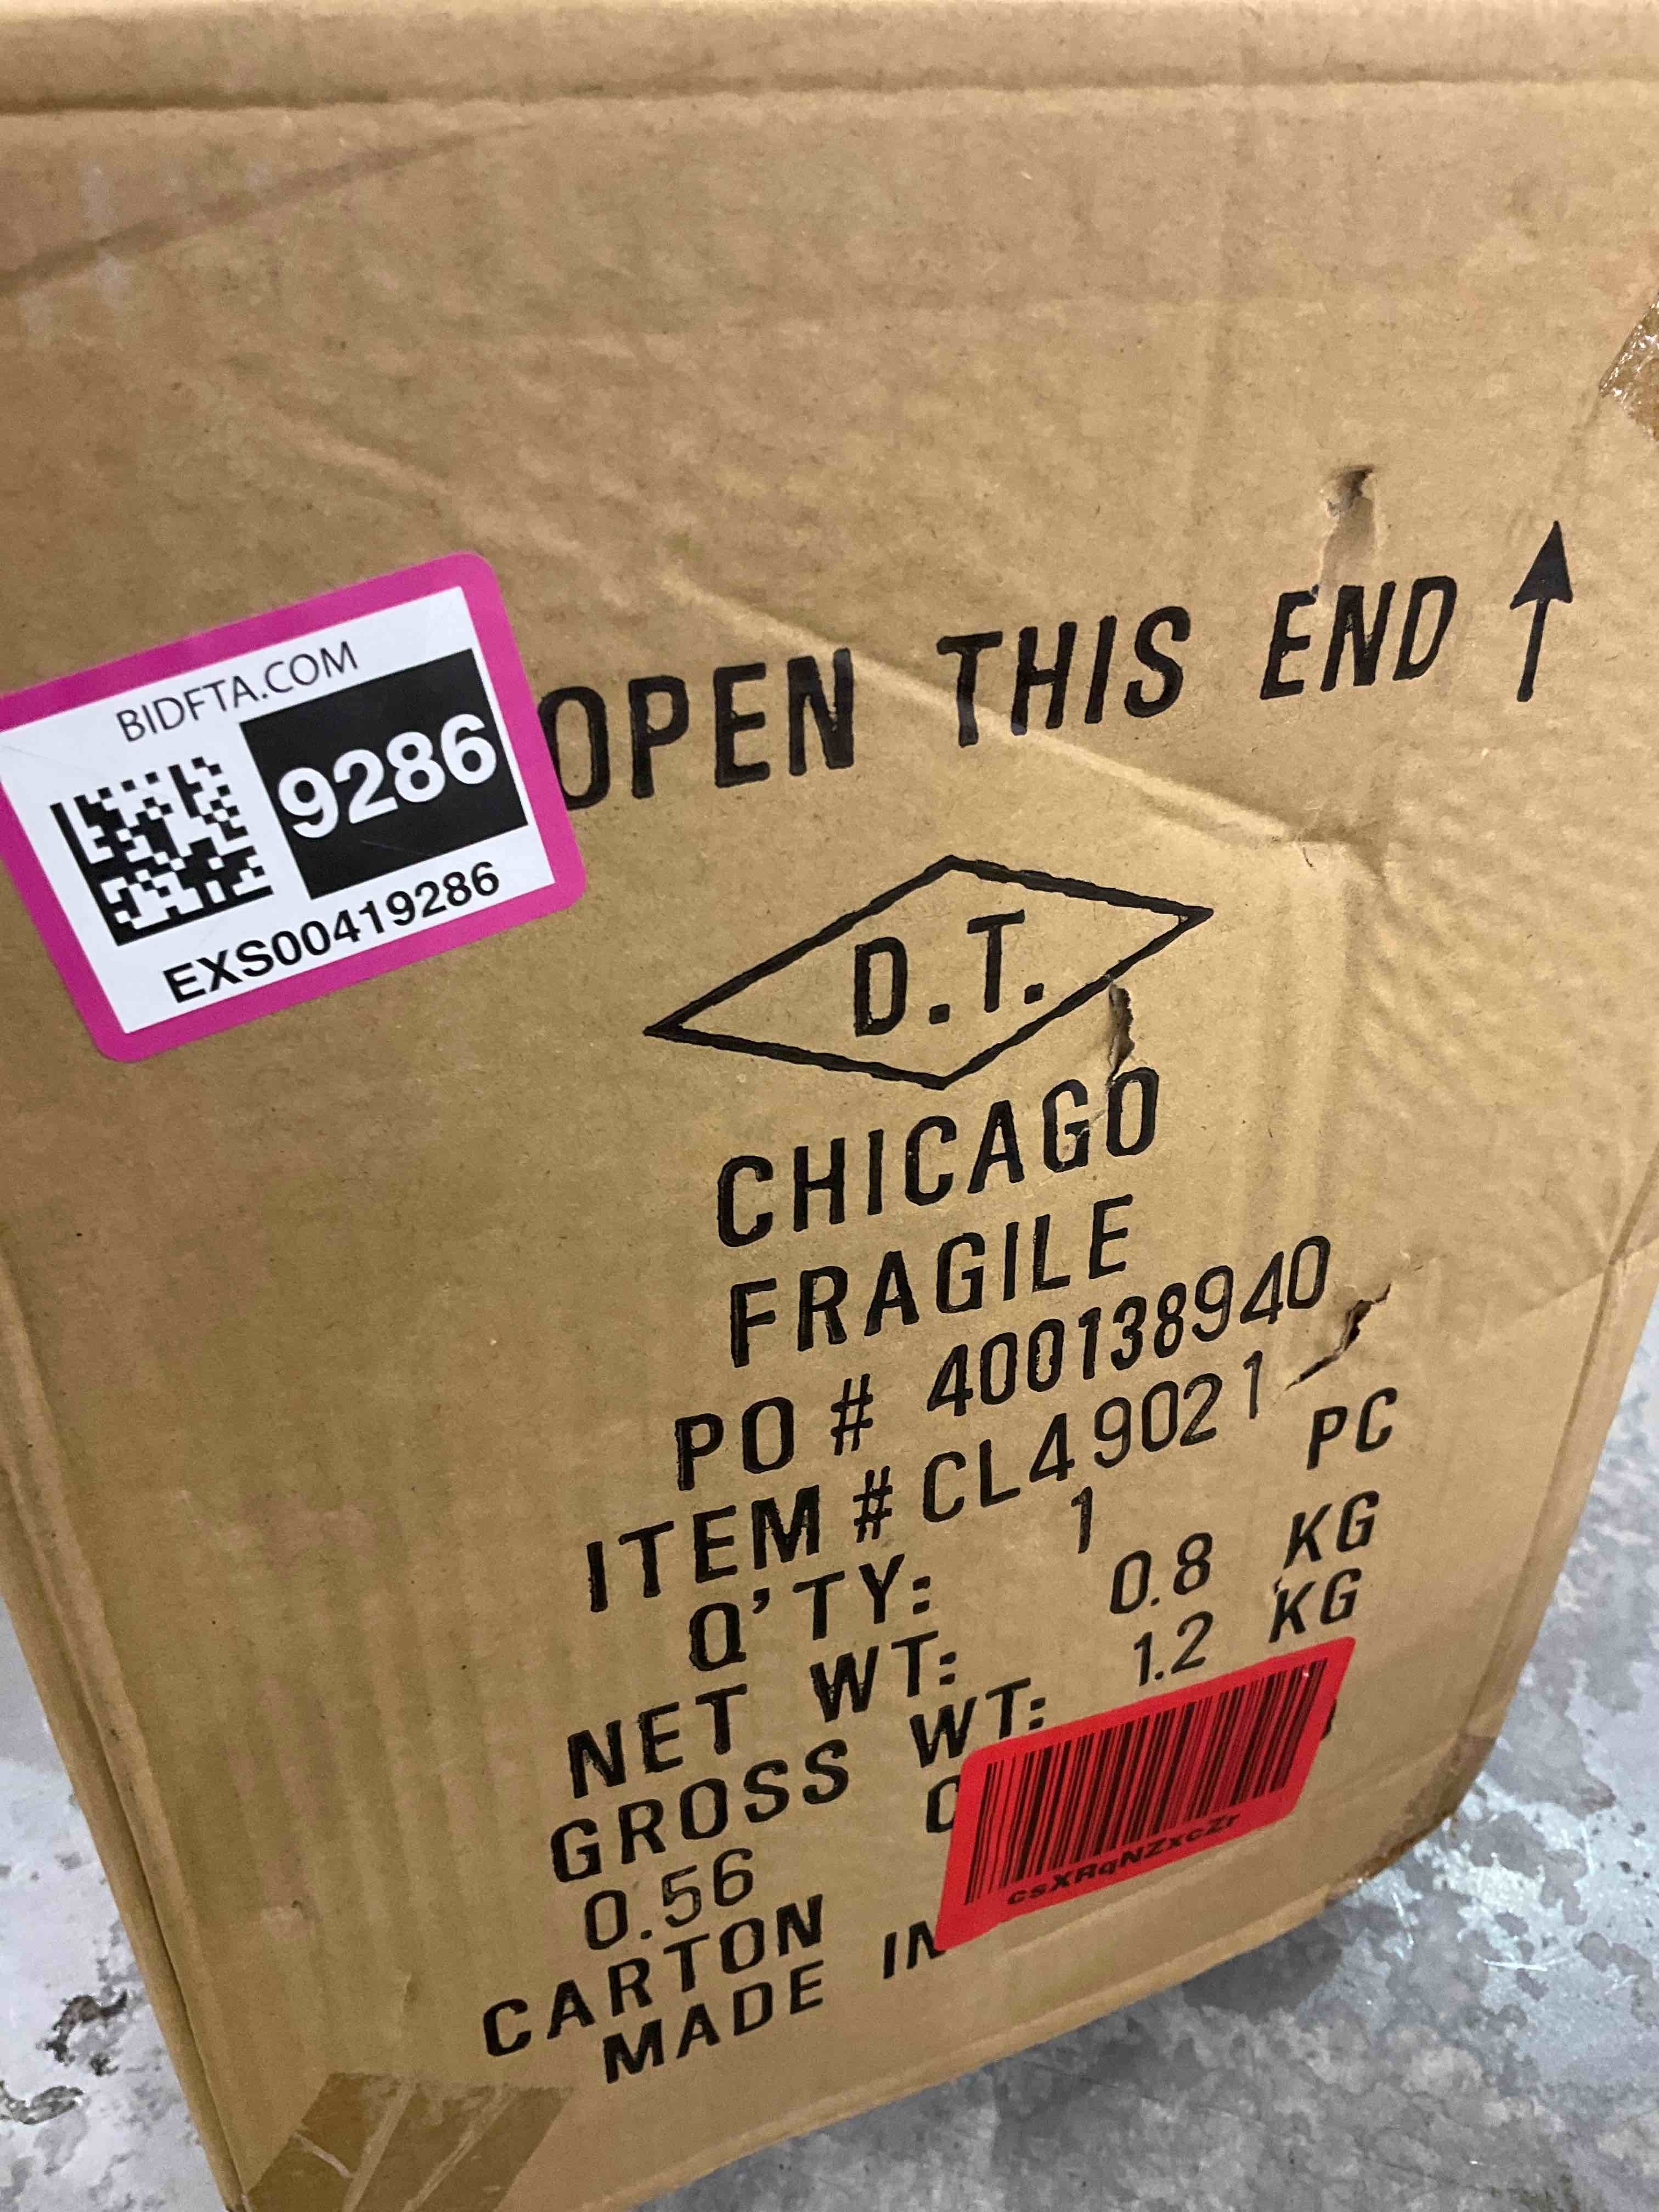 BIDFTA.COM
9286
EXS00419286
OPEN THIS END
D.T.
CHICAGO
FRAGILE
PO # 400138940
ITEM # CL49021
Q'TY: 1 PC
NET WT: 0.8 KG
GROSS WT: 1.2 KG
0.56
CARTON
MADE IN
csXRqNZxcZr